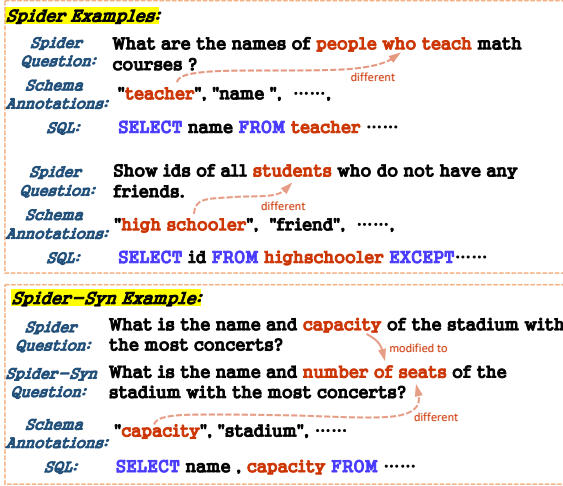 Spider Examples:
Spider Question: What are the names of people who teach math courses ?
different
Schema Annotations: "teacher", "name ", ······,
SQL: SELECT name FROM teacher ······
Spider Question: Show ids of all students who do not have any friends.
different
Schema Annotations: "high schooler", "friend", ······,
SQL: SELECT id FROM highschooler EXCEPT······
Spider-Syn Example:
Spider Question: What is the name and capacity of the stadium with the most concerts?
modified to
Spider-Syn Question: What is the name and number of seats of the stadium with the most concerts?
different
Schema Annotations: "capacity", "stadium", ······
SQL: SELECT name , capacity FROM ······